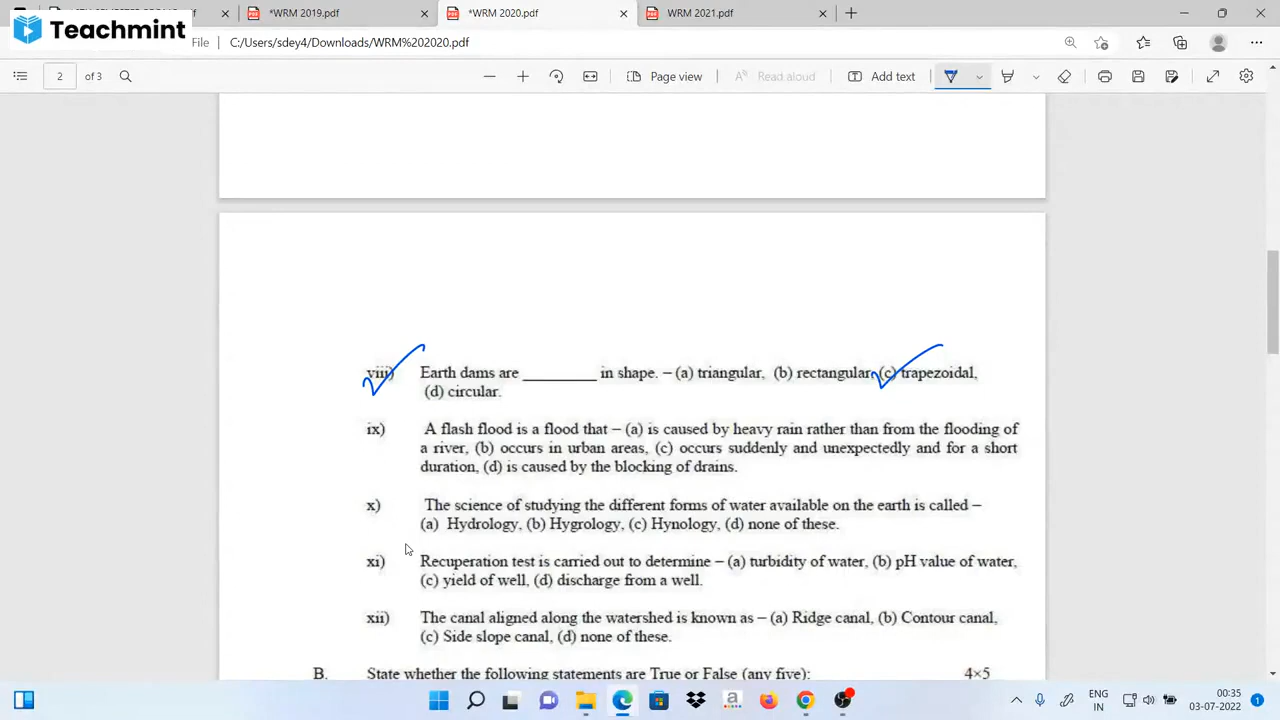 *WRM 2019.pdf
*WRM 2020.pdf
WRM 2021.pdf
Teachmint
File
C:/Users/sdey4/Downloads/WRM%202020.pdf
2 of 3
Page view
Read aloud
Add text
viii) Earth dams are _________ in shape. – (a) triangular, (b) rectangular, (c) trapezoidal,
(d) circular.
ix) A flash flood is a flood that – (a) is caused by heavy rain rather than from the flooding of
a river, (b) occurs in urban areas, (c) occurs suddenly and unexpectedly and for a short
duration, (d) is caused by the blocking of drains.
x) The science of studying the different forms of water available on the earth is called –
(a) Hydrology, (b) Hygrology, (c) Hynology, (d) none of these.
xi) Recuperation test is carried out to determine – (a) turbidity of water, (b) pH value of water,
(c) yield of well, (d) discharge from a well.
xii) The canal aligned along the watershed is known as – (a) Ridge canal, (b) Contour canal,
(c) Side slope canal, (d) none of these.
B. State whether the following statements are True or False (any five): 4×5
ENG
IN
00:35
03-07-2022
1